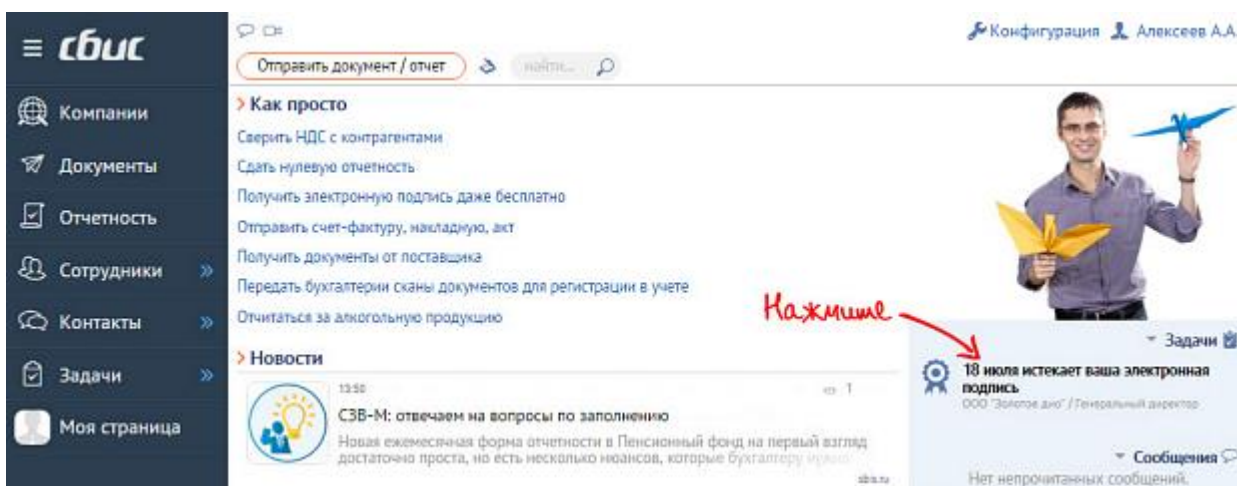 сбис
Конфигурация Алексеев А.А
Отправить документ / отчет найти...
Компании
Документы
Отчетность
Сотрудники
Контакты
Задачи
Моя страница
Как просто
Сверить НДС с контрагентами
Сдать нулевую отчетность
Получить электронную подпись даже бесплатно
Отправить счет-фактуру, накладную, акт
Получить документы от поставщика
Передать бухгалтерии сканы документов для регистрации в учете
Отчитаться за алкогольную продукцию
Новости
13:50 1
СЗВ-М: отвечаем на вопросы по заполнению
Новая ежемесячная форма отчетности в Пенсионный фонд на первый взгляд
достаточно проста, но есть несколько нюансов, которые бухгалтеру нужно
sbis.ru
Нажмите
Задачи
18 июля истекает ваша электронная
подпись
ООО "Золотое дно" / Генеральный директор
Сообщения
Нет непрочитанных сообщений.